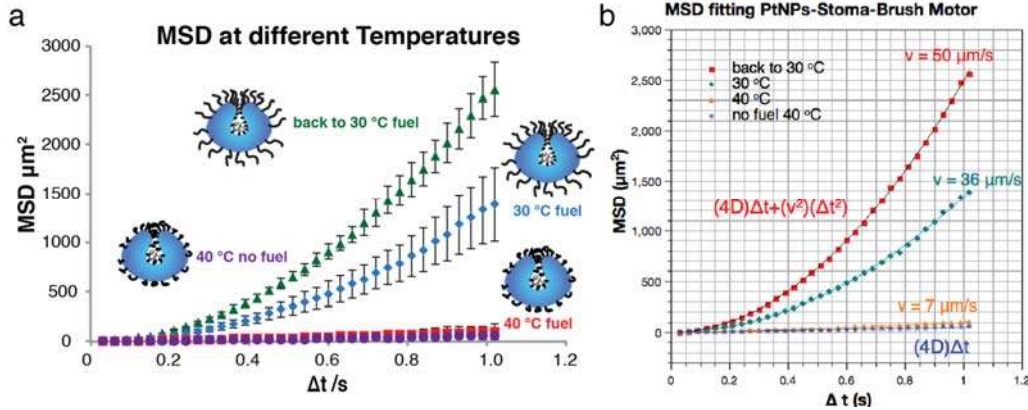 a
MSD at different Temperatures
3000
2500
2000
1500
1000
500
0
MSD μm²
0.2
0.4
0.6
0.8
1.0
1.2
Δt /s
back to 30 °C fuel
30 °C fuel
40 °C no fuel
40 °C fuel
b
MSD fitting PtNPs-Stoma-Brush Motor
3,000
2,500
2,000
1,500
1,000
500
0
MSD (μm²)
back to 30 °C
30 °C
40 °C
no fuel 40 °C
v = 50 μm/s
v = 36 μm/s
(4D)Δt+(v²)(Δt²)
v = 7 μm/s
(4D)Δt
0.2
0.4
0.6
0.8
1
1.2
Δ t (s)